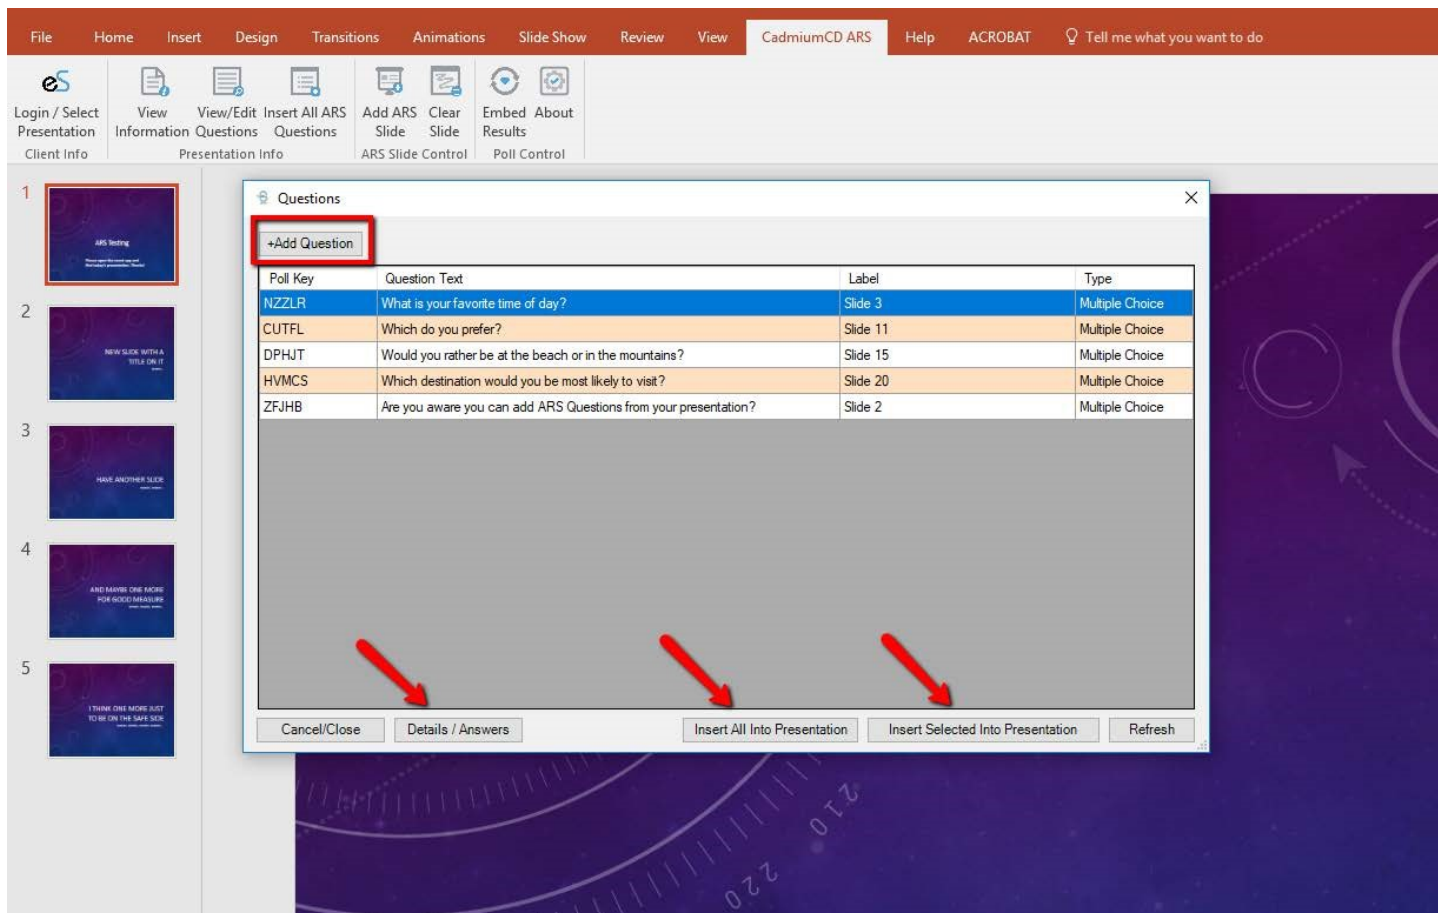 File Home Insert Design Transitions Animations Slide Show Review View CadmiumCD ARS Help ACROBAT Tell me what you want to do
eS
Login / Select View View/Edit Insert All ARS Add ARS Clear Embed About
Presentation Information Questions Questions Slide Slide Results
Client Info Presentation Info ARS Slide Control Poll Control
1
ARS Testing
2
NEW SLIDE WITH A
TITLE ON IT
3
HAVE ANOTHER SLIDE
4
AND MAYBE ONE MORE
FOR GOOD MEASURE
5
I THINK ONE MORE JUST
TO BE ON THE SAFE SIDE
Questions
+Add Question
Poll Key Question Text Label Type
NZZLR What is your favorite time of day? Slide 3 Multiple Choice
CUTFL Which do you prefer? Slide 11 Multiple Choice
DPHJT Would you rather be at the beach or in the mountains? Slide 15 Multiple Choice
HVMCS Which destination would you be most likely to visit? Slide 20 Multiple Choice
ZFJHB Are you aware you can add ARS Questions from your presentation? Slide 2 Multiple Choice
Cancel/Close Details / Answers Insert All Into Presentation Insert Selected Into Presentation Refresh
210
220